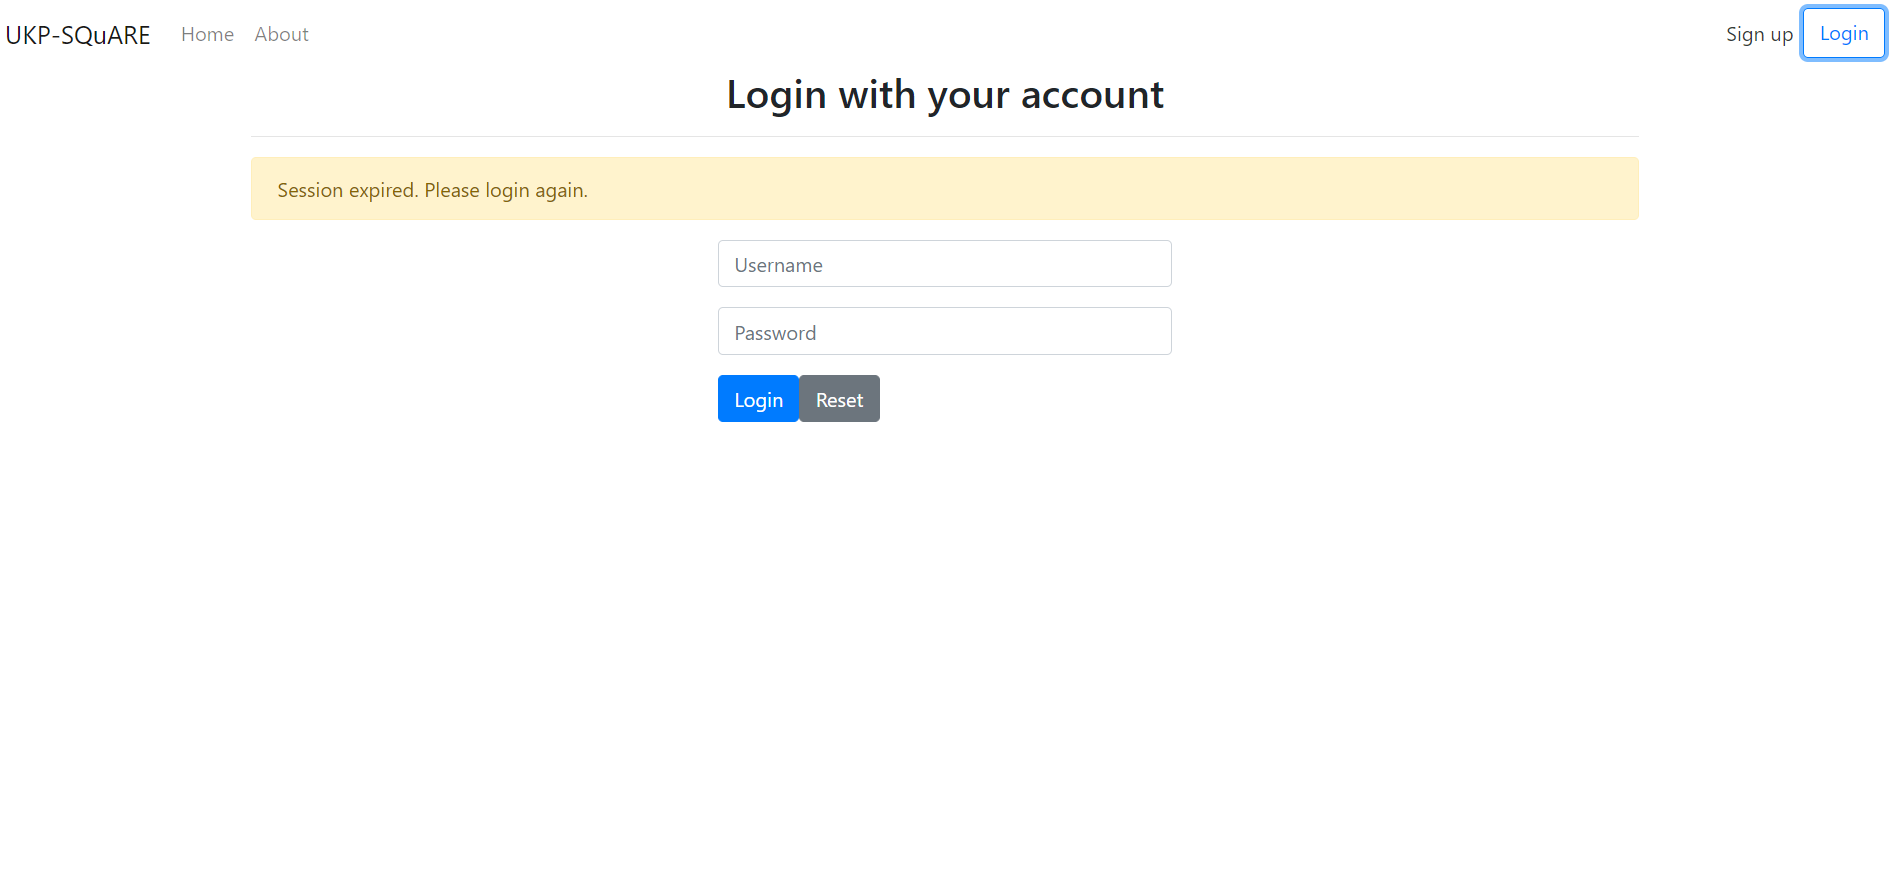 UKP-SQuARE Home About Sign up Login
Login with your account
Session expired. Please login again.
Username
Password
Login Reset